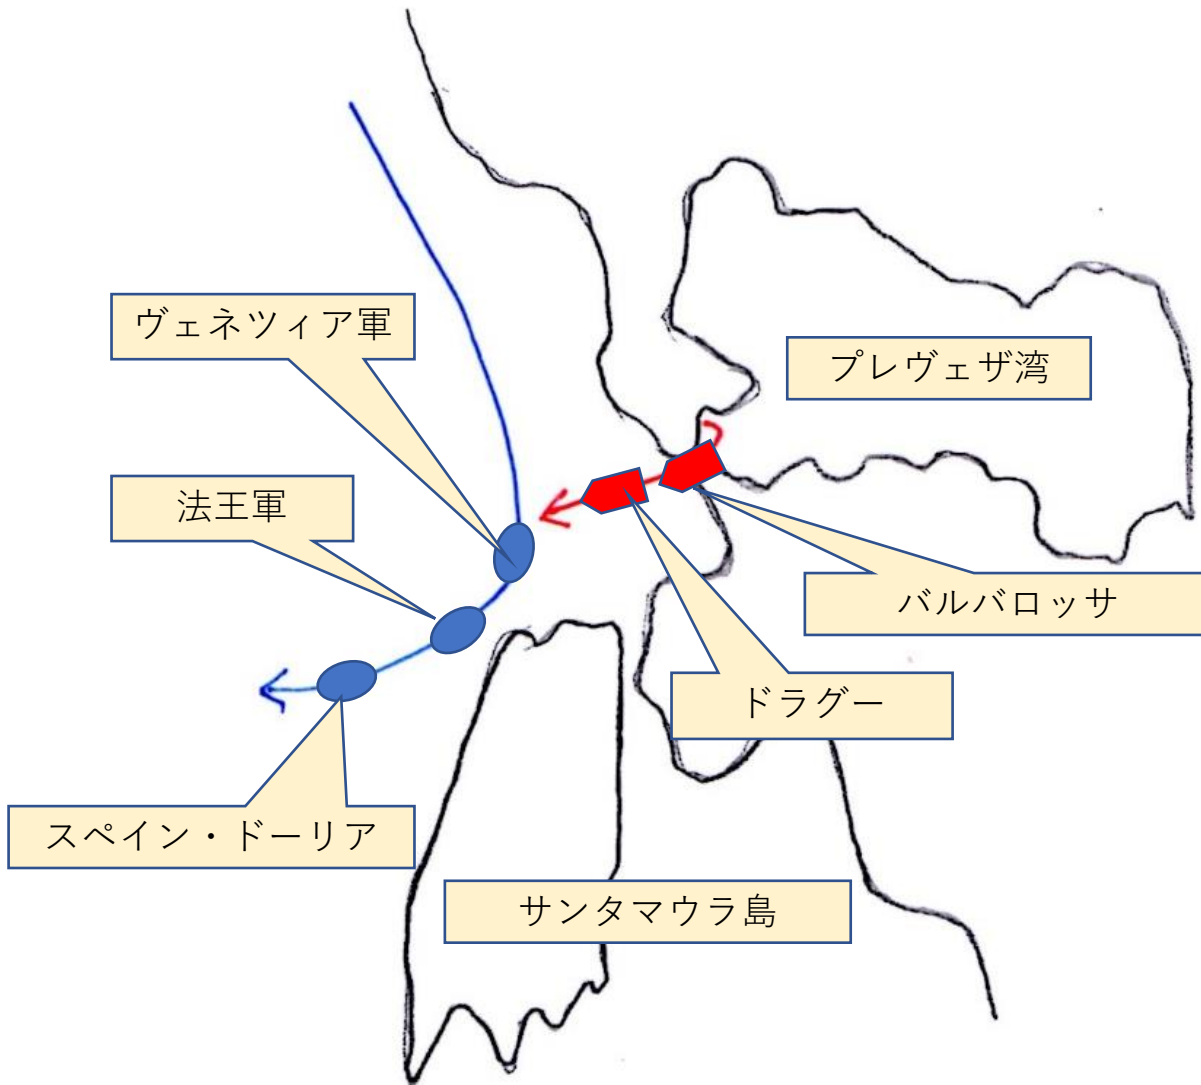 ヴェネツィア軍
プレヴェザ湾
法王軍
バルバロッサ
ドラグー
スペイン・ドーリア
サンタマウラ島